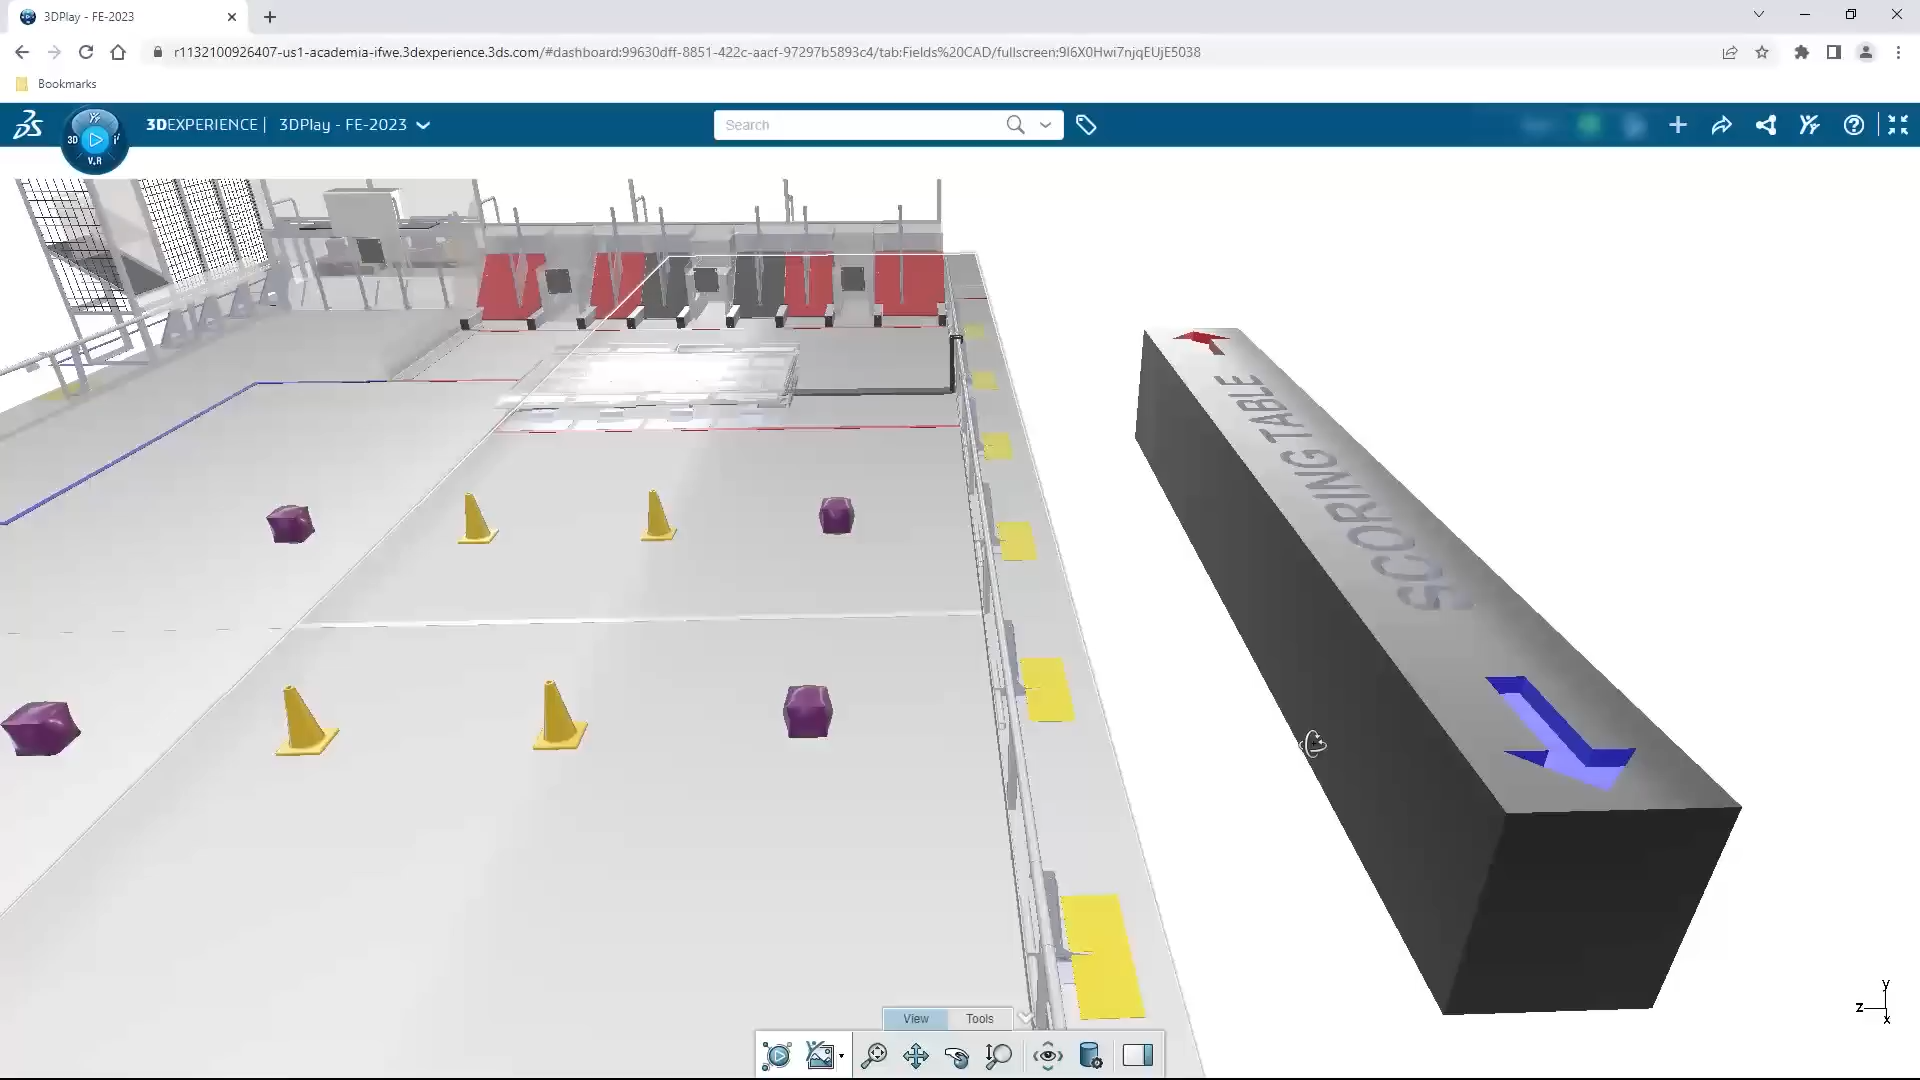 3DPlay - FE-2023
r1132100926407-us1-academia-ifwe.3dexperience.3ds.com/#dashboard:99630dff-8851-422c-aacf-97297b5893c4/tab:Fields%20CAD/fullscreen:9I6X0Hwi7njqEUjE5038
Bookmarks
3DEXPERIENCE | 3DPlay - FE-2023
Search
3D
V.R
SCORING TABLE
View Tools
y
z
x